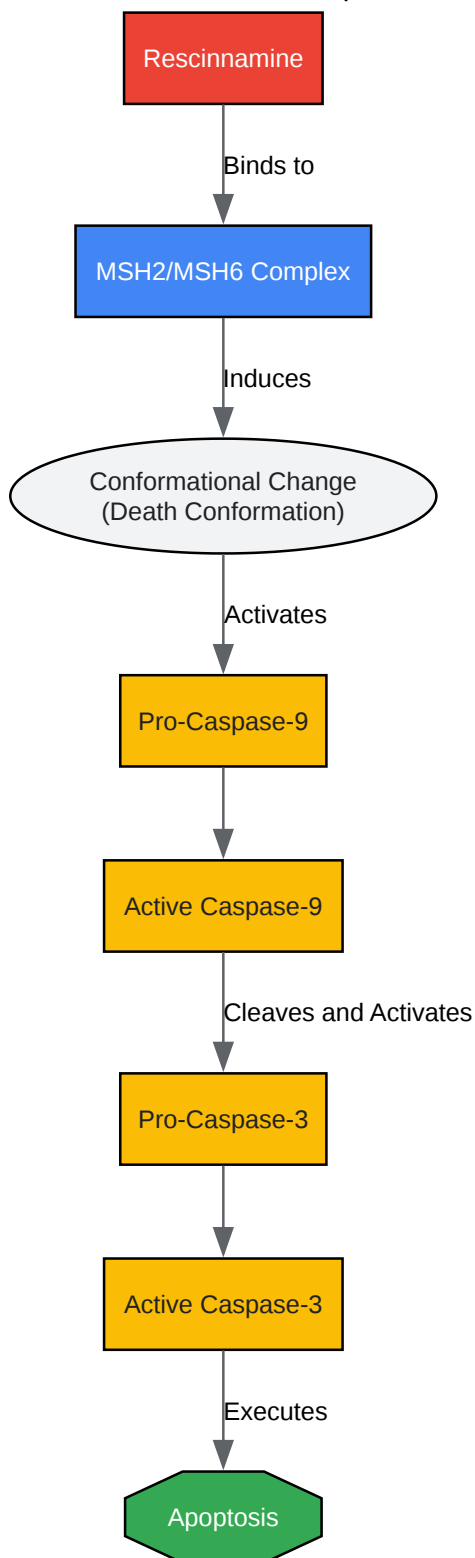 Rescinnamine
Binds to
MSH2/MSH6 Complex
Induces
Conformational Change
(Death Conformation)
Activates
Pro-Caspase-9
Active Caspase-9
Cleaves and Activates
Pro-Caspase-3
Active Caspase-3
Executes
Apoptosis